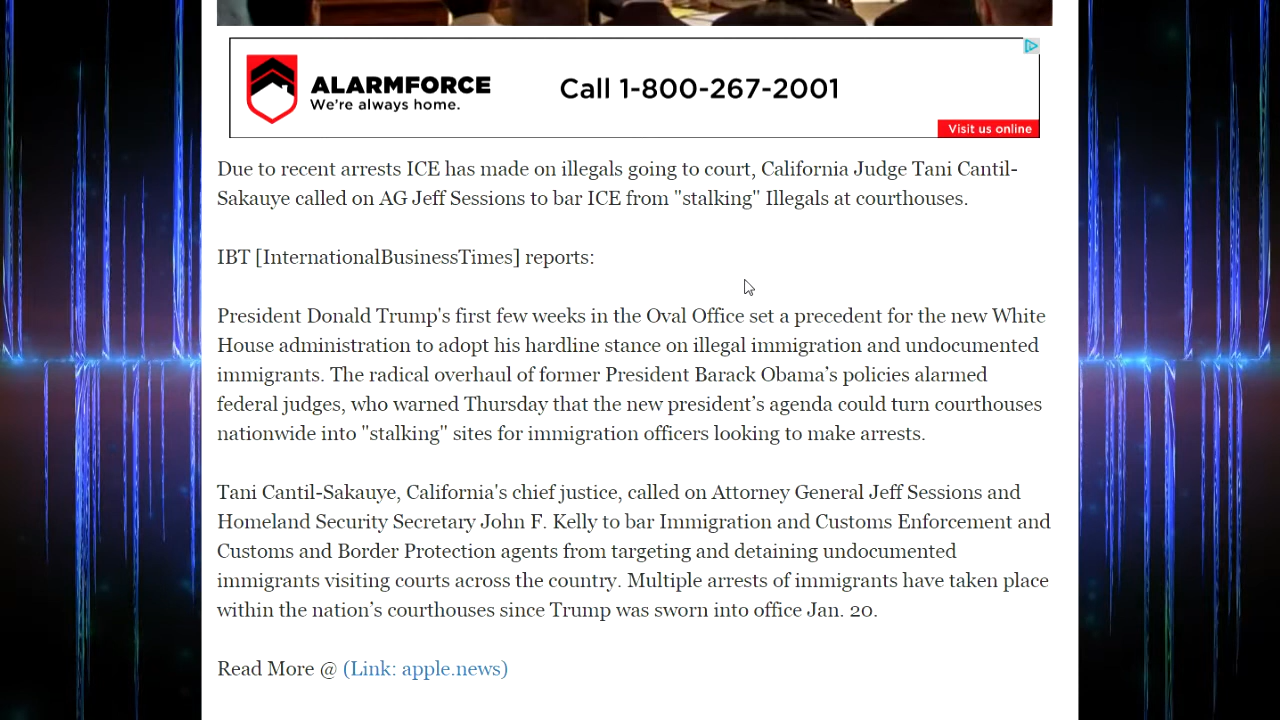 ALARMFORCE
We're always home.
Call 1-800-267-2001
Visit us online
Due to recent arrests ICE has made on illegals going to court, California Judge Tani Cantil-
Sakauye called on AG Jeff Sessions to bar ICE from "stalking" Illegals at courthouses.
IBT [InternationalBusinessTimes] reports:
President Donald Trump's first few weeks in the Oval Office set a precedent for the new White
House administration to adopt his hardline stance on illegal immigration and undocumented
immigrants. The radical overhaul of former President Barack Obama’s policies alarmed
federal judges, who warned Thursday that the new president’s agenda could turn courthouses
nationwide into "stalking" sites for immigration officers looking to make arrests.
Tani Cantil-Sakauye, California's chief justice, called on Attorney General Jeff Sessions and
Homeland Security Secretary John F. Kelly to bar Immigration and Customs Enforcement and
Customs and Border Protection agents from targeting and detaining undocumented
immigrants visiting courts across the country. Multiple arrests of immigrants have taken place
within the nation’s courthouses since Trump was sworn into office Jan. 20.
Read More @ (Link: apple.news)